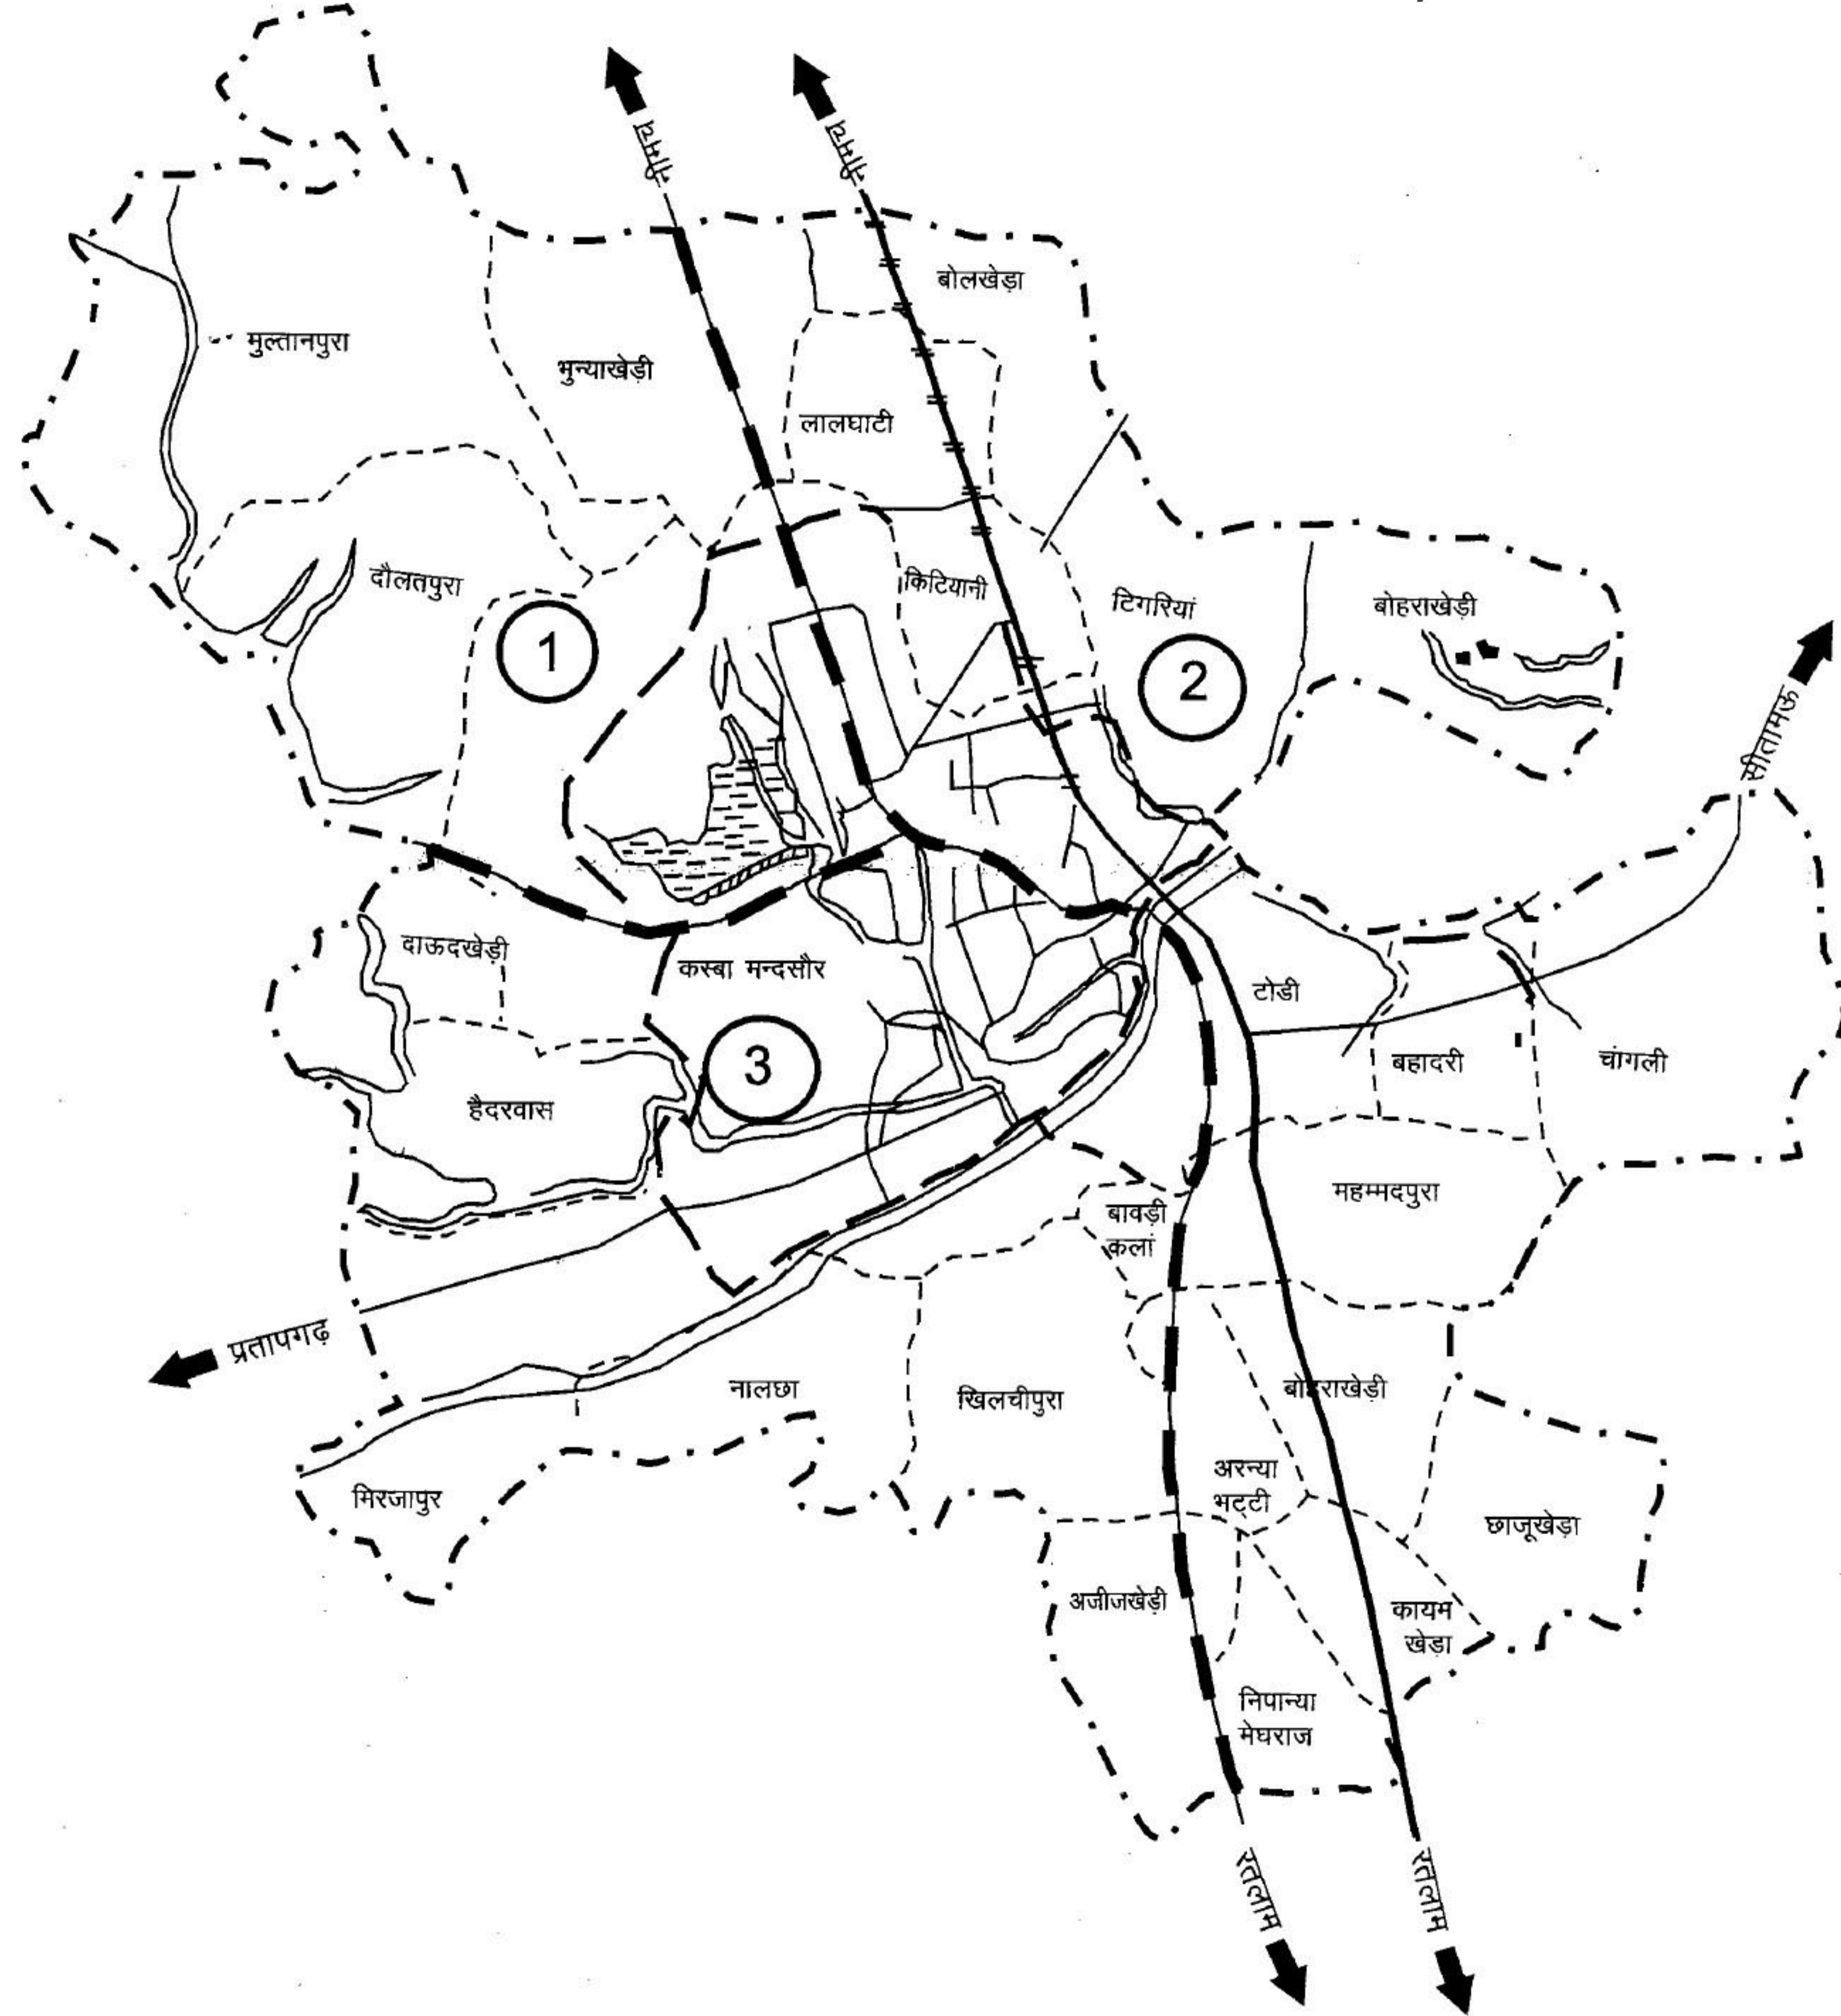 नीमच
नीमच
बोलखेड़ा
मुल्तानपुरा
भुन्याखेड़ी
लालघाटी
दौलतपुरा
किटियानी
टिगरियां
बोहराखेड़ी
1
2
सीतामऊ
दाऊदखेड़ी
कस्बा मन्दसौर
टोडी
बहादरी
चांगली
3
हैदरवास
महम्मदपुरा
बावड़ी
कलां
प्रतापगढ़
नालछा
खिलचीपुरा
बोहराखेड़ी
अरन्या
भट्टी
मिरजापुर
छाजूखेड़ा
अजीजखेड़ी
कायम
खेडा
निपान्या
मेघराज
रतलाम
रतलाम